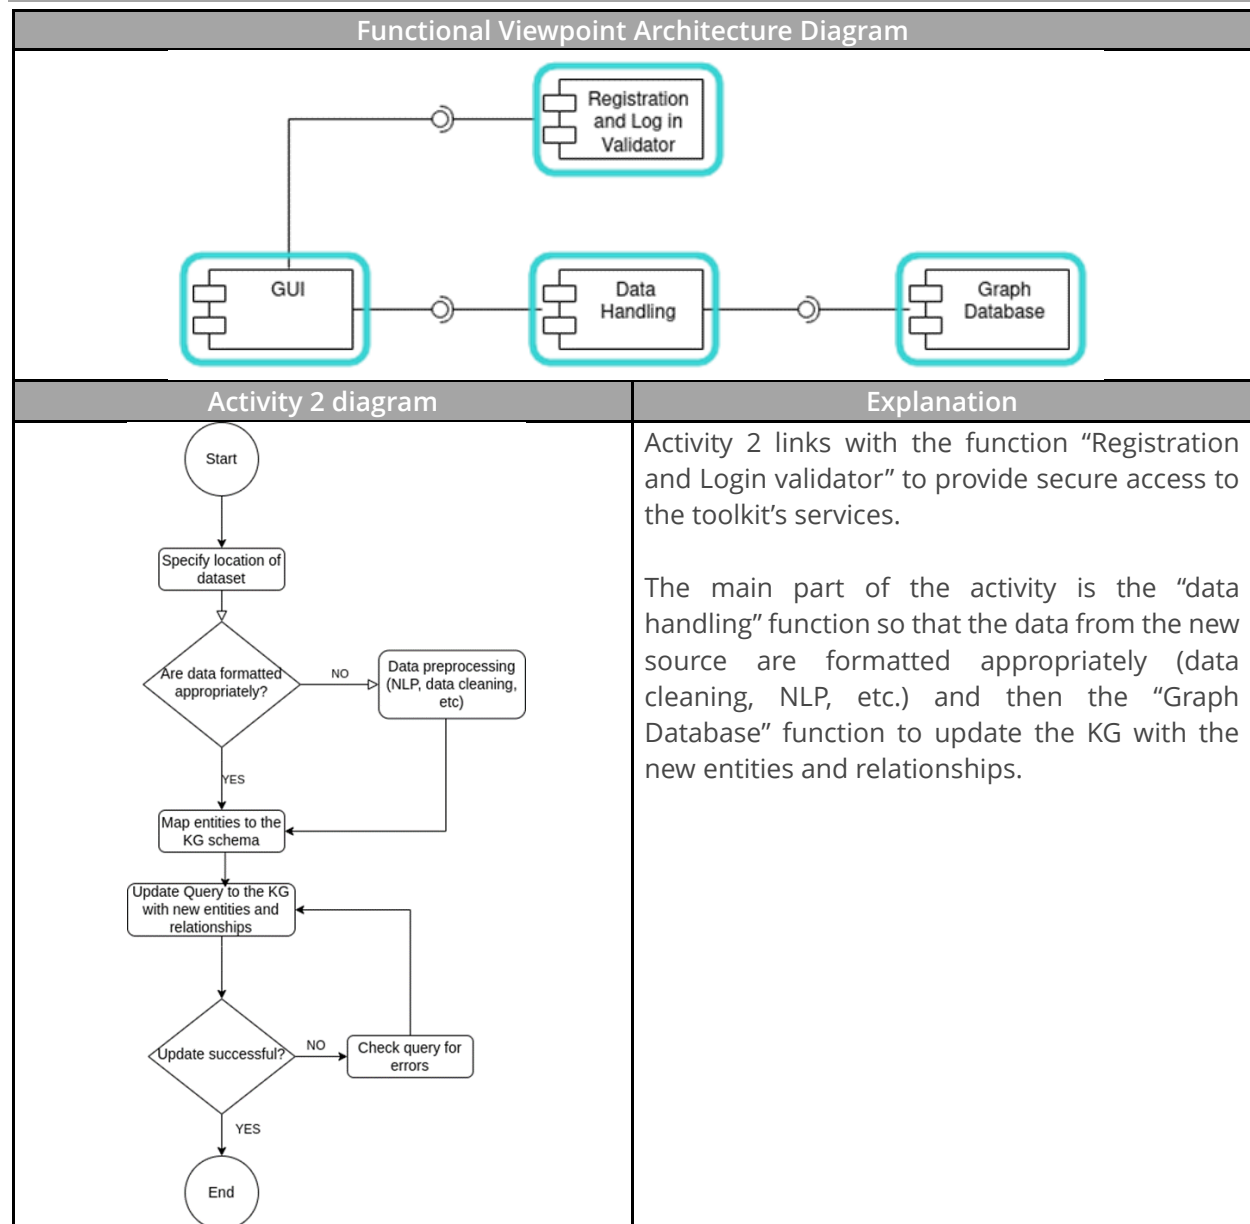 Functional Viewpoint Architecture Diagram
Registration
and Log in
Validator
GUI
Data
Handling
Graph
Database
Activity 2 diagram
Explanation
Start
Specify location of
dataset
Are data formatted
appropriately?
NO
Data preprocessing
(NLP, data cleaning,
etc)
YES
Map entities to the
KG schema
Update Query to the KG
with new entities and
relationships
Update successful?
NO
Check query for
errors
YES
End
Activity 2 links with the function “Registration
and Login validator” to provide secure access to
the toolkit’s services.
The main part of the activity is the “data
handling” function so that the data from the new
source are formatted appropriately (data
cleaning, NLP, etc.) and then the “Graph
Database” function to update the KG with the
new entities and relationships.